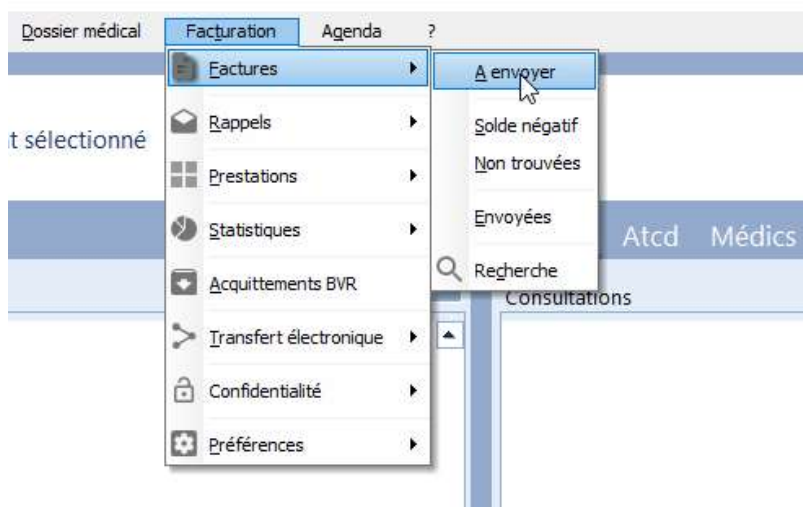 Dossier médical Facturation Agenda ?
Factures
A envoyer
t sélectionné
Rappels
Solde négatif
Prestations
Non trouvées
Statistiques
Envoyées
Atcd Médics
Acquittements BVR
Recherche
Consultations
Transfert électronique
Confidentialité
Préférences